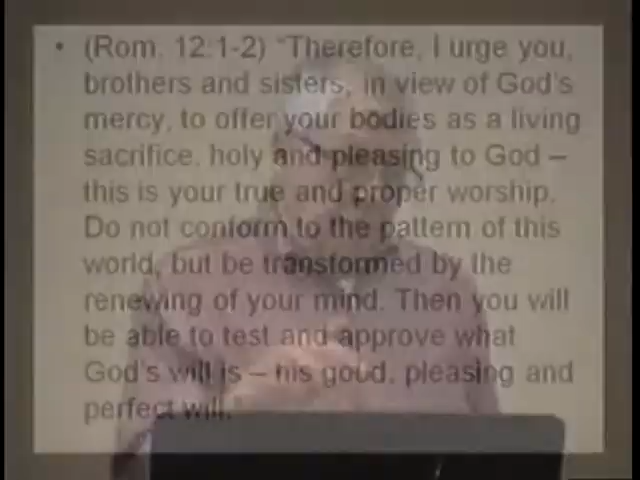 • (Rom. 12:1-2) “Therefore, I urge you,
brothers and sisters, in view of God’s
mercy, to offer your bodies as a living
sacrifice, holy and pleasing to God –
this is your true and proper worship.
Do not conform to the pattern of this
world, but be transformed by the
renewing of your mind. Then you will
be able to test and approve what
God’s will is – his good, pleasing and
perfect will.”